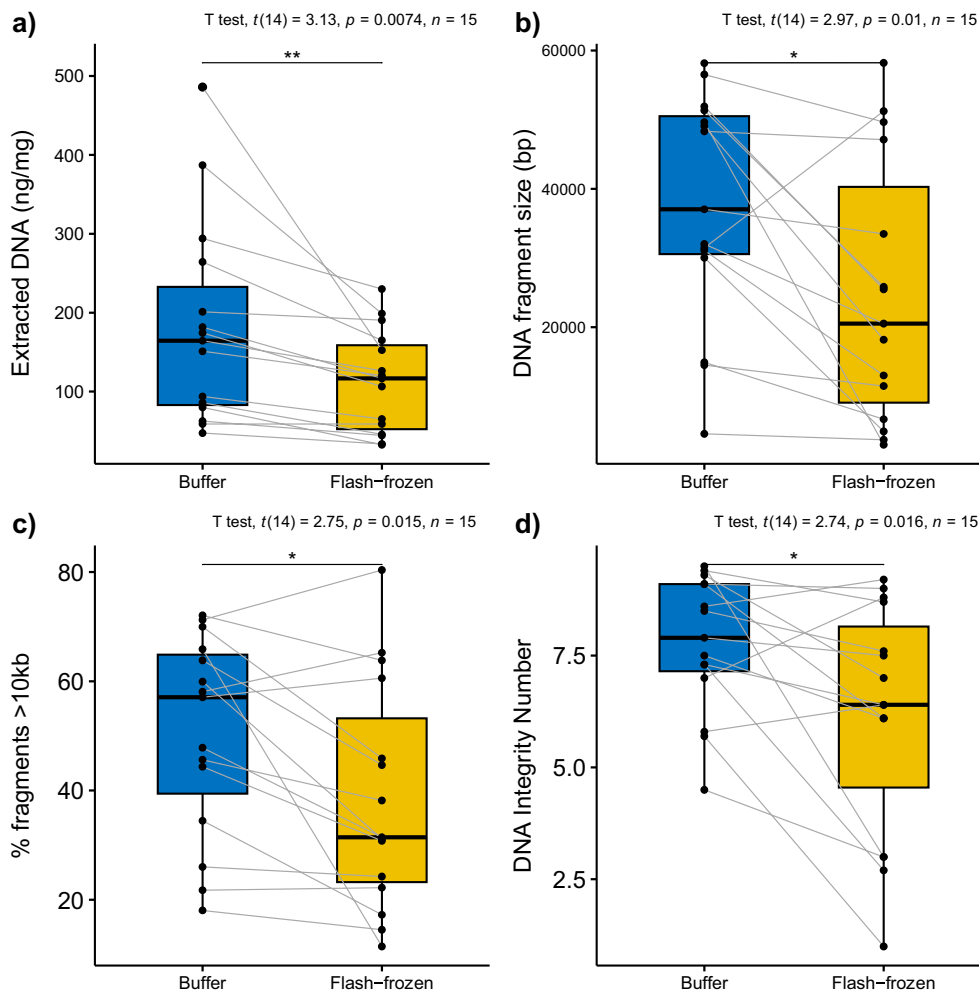 a)
T test, t(14) = 3.13, p = 0.0074, n = 15
**
Extracted DNA (ng/mg)
500
400
300
200
100
Buffer
Flash−frozen
b)
T test, t(14) = 2.97, p = 0.01, n = 15
*
DNA fragment size (bp)
60000
40000
20000
Buffer
Flash−frozen
c)
T test, t(14) = 2.75, p = 0.015, n = 15
*
% fragments >10kb
80
60
40
20
Buffer
Flash−frozen
d)
T test, t(14) = 2.74, p = 0.016, n = 15
*
DNA Integrity Number
7.5
5.0
2.5
Buffer
Flash−frozen